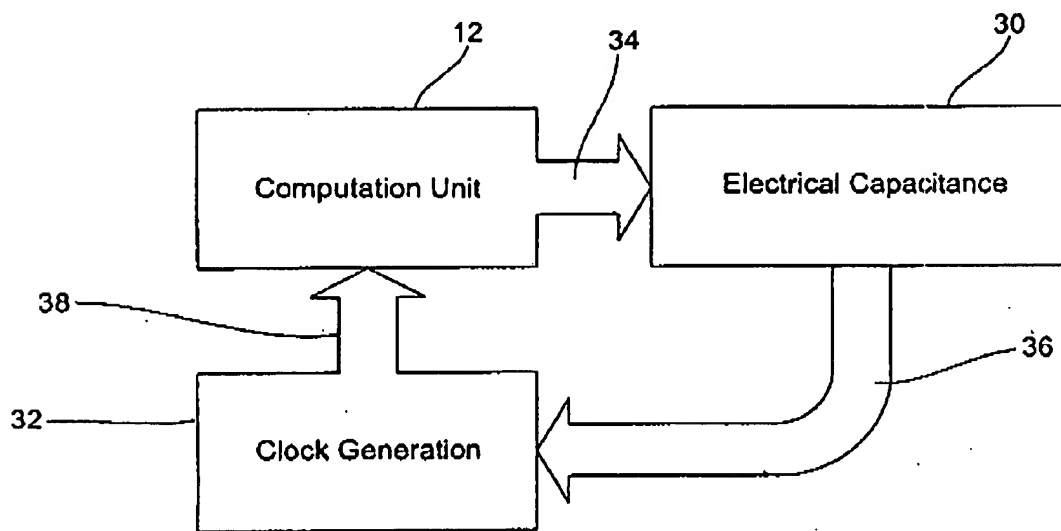 12
34
30
Computation Unit
Electrical Capacitance
38
36
32
Clock Generation